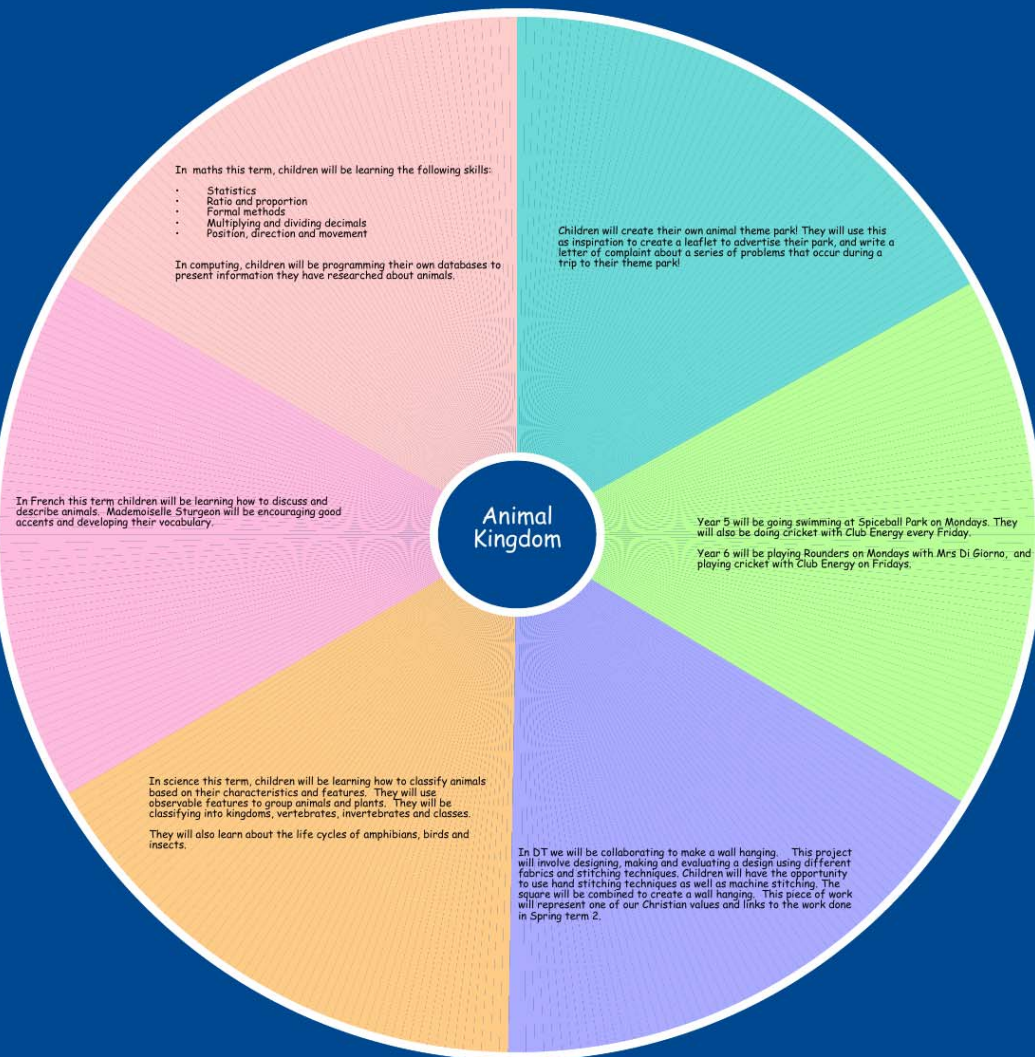 In  maths this term, children will be learning the following skills:
• Statistics
• Ratio and proportion
• Formal methods
• Multiplying and dividing decimals
• Position, direction and movement
In computing, children will be programming their own databases to
present information they have researched about animals.
Children will create their own animal theme park! They will use this
as inspiration to create a leaflet to advertise their park, and write a
letter of complaint about a series of problems that occur during a
trip to their theme park!
In French this term children will be learning how to discuss and
describe animals.  Mademoiselle Sturgeon will be encouraging good
accents and developing their vocabulary.
Animal
Kingdom
Year 5 will be going swimming at Spiceball Park on Mondays. They
will also be doing cricket with Club Energy every Friday.
Year 6 will be playing Rounders on Mondays with Mrs Di Giorno,  and
playing cricket with Club Energy on Fridays.
In science this term, children will be learning how to classify animals
based on their characteristics and features.  They will use
observable features to group animals and plants.  They will be
classifying into kingdoms, vertebrates, invertebrates and classes.
They will also learn about the life cycles of amphibians, birds and
insects.
In DT we will be collaborating to make a wall hanging.    This project
will involve designing, making and evaluating a design using different
fabrics and stitching techniques. Children will have the opportunity
to use hand stitching techniques as well as machine stitching. The
square will be combined to create a wall hanging.  This piece of work
will represent one of our Christian values and links to the work done
in Spring term 2.